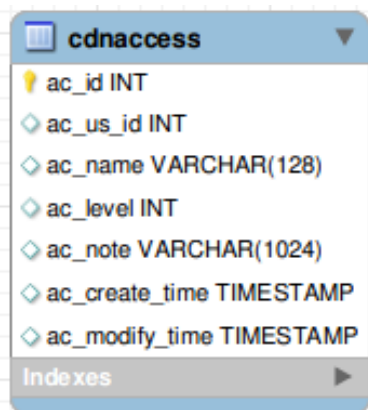 cdnaccess
ac_id INT
ac_us_id INT
ac_name VARCHAR(128)
ac_level INT
ac_note VARCHAR(1024)
ac_create_time TIMESTAMP
ac_modify_time TIMESTAMP
Indexes